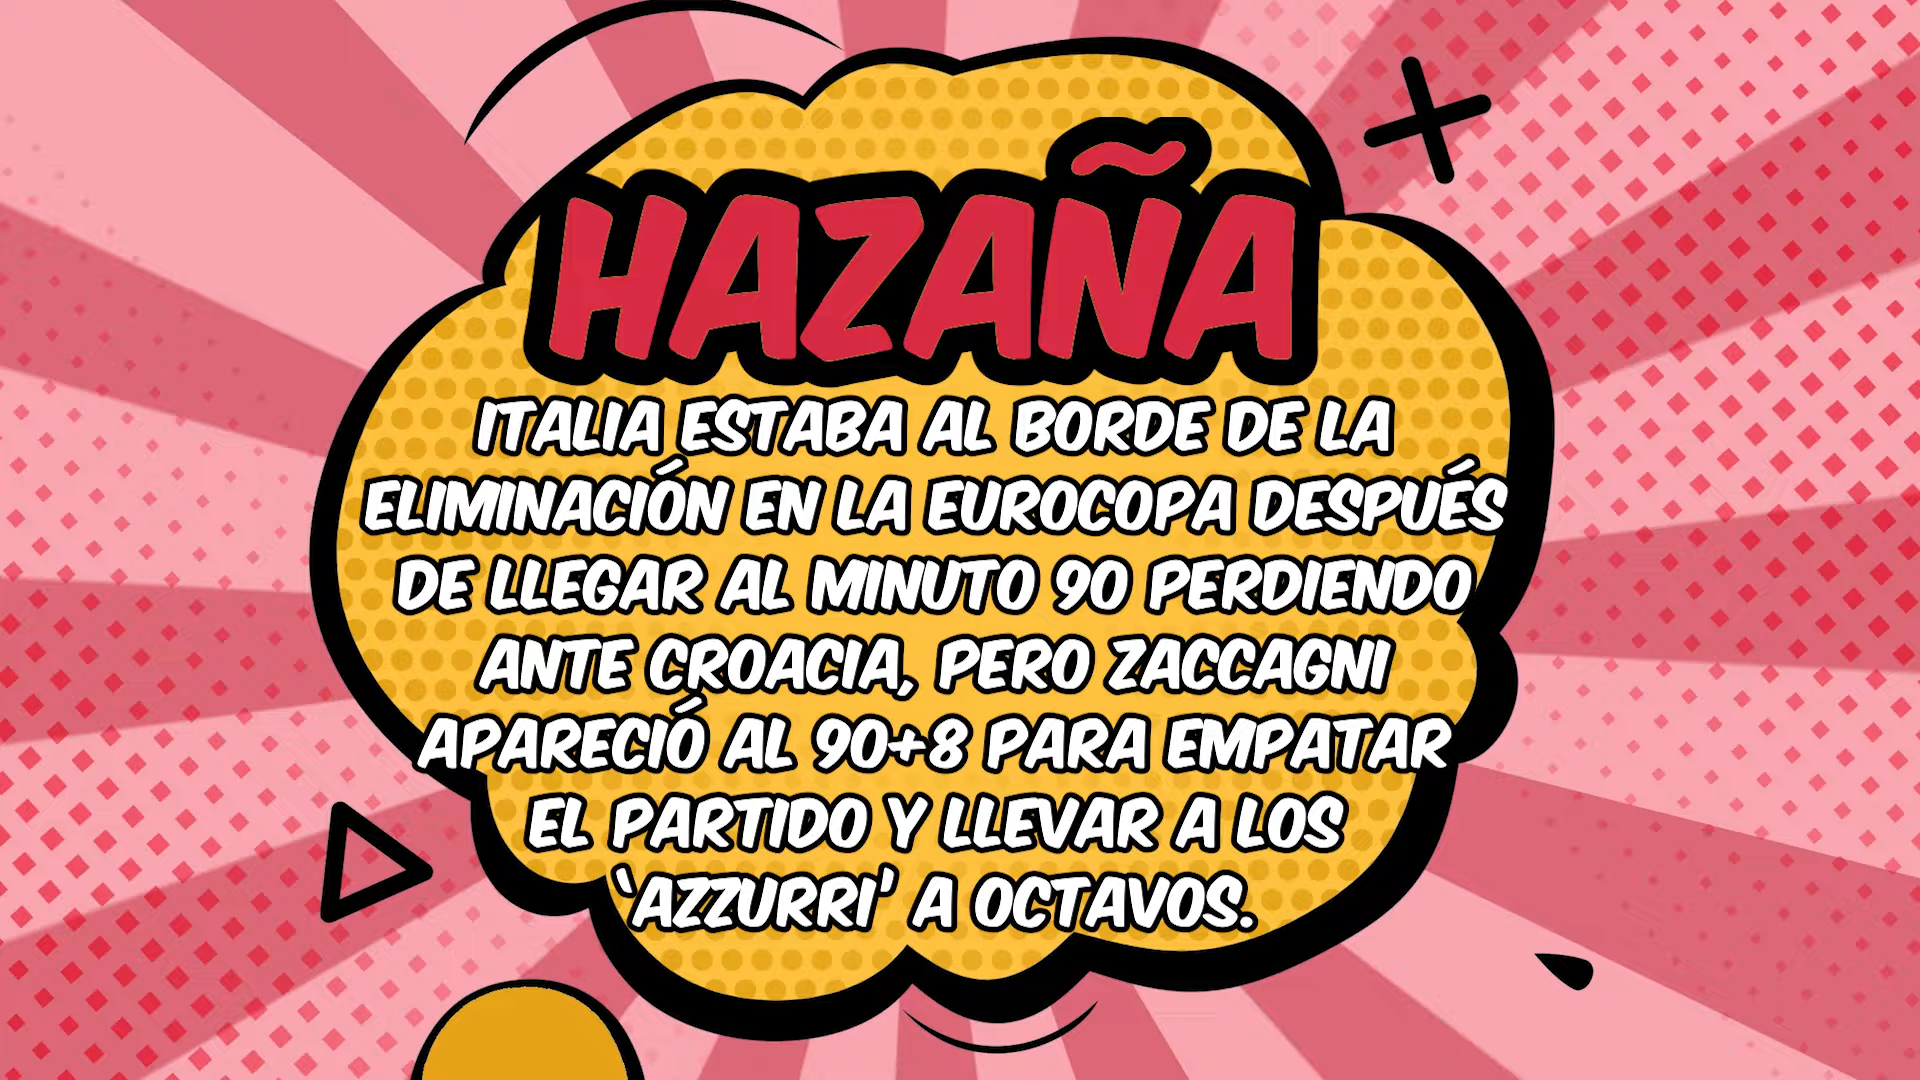 HAZAÑA
ITALIA ESTABA AL BORDE DE LA
ELIMINACIÓN EN LA EUROCOPA DESPUÉS
DE LLEGAR AL MINUTO 90 PERDIENDO
ANTE CROACIA, PERO ZACCAGNI
APARECIÓ AL 90+8 PARA EMPATAR
EL PARTIDO Y LLEVAR A LOS
‘AZZURRI’ A OCTAVOS.